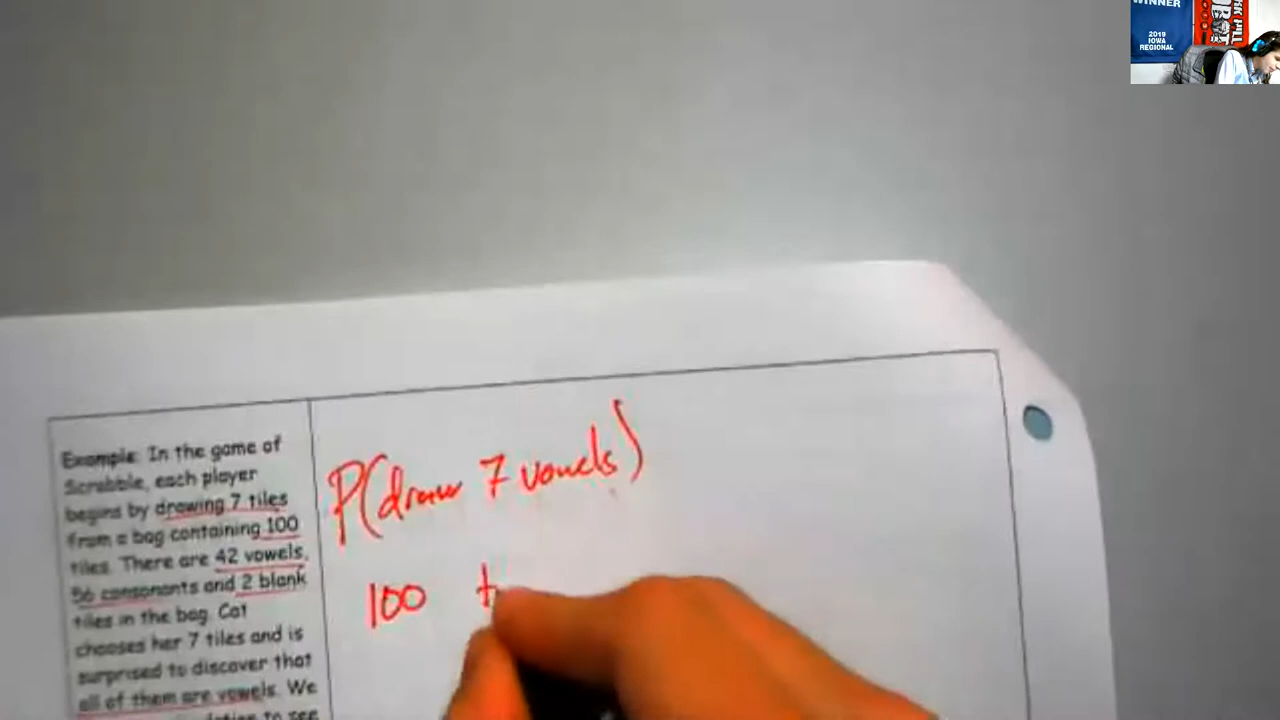 WINNER
2019
IOWA
REGIONAL
Example: In the game of
Scrabble, each player
begins by drawing 7 tiles
from a bag containing 100
tiles. There are 42 vowels,
56 consonants and 2 blank
tiles in the bag. Cat
chooses her 7 tiles and is
surprised to discover that
all of them are vowels. We
to see
P(draw 7 vowels)
100 t